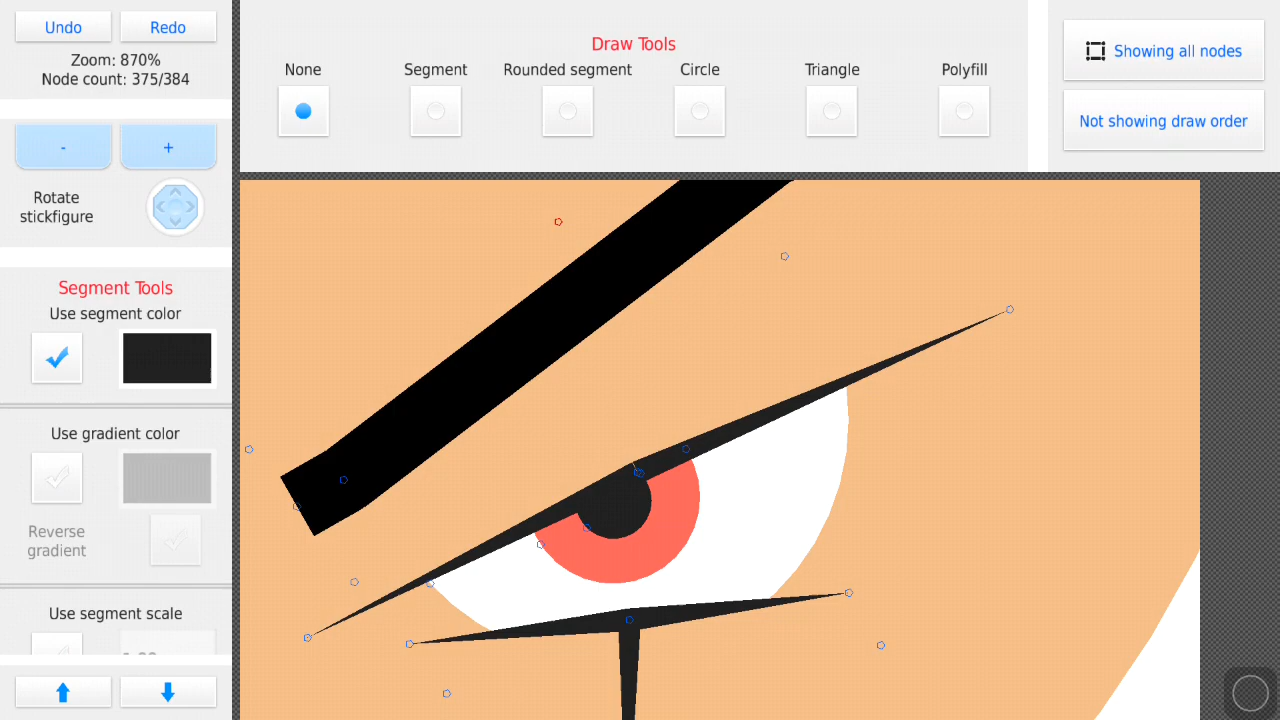 Undo
Redo
Zoom: 870%
Node count: 375/384
-
+
Rotate
stickfigure
Segment Tools
Use segment color
Use gradient color
Reverse
gradient
Use segment scale
Draw Tools
None
Segment
Rounded segment
Circle
Triangle
Polyfill
Showing all nodes
Not showing draw order